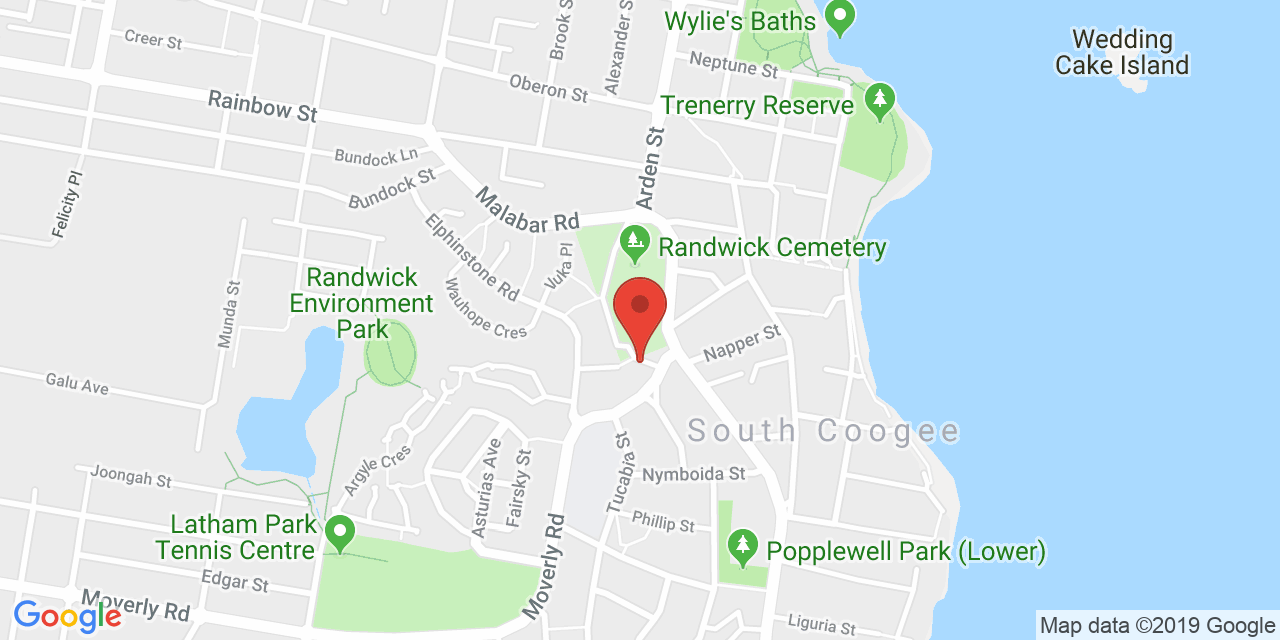 Wylie's Baths
Wedding
Cake Island
Creer St
Brook St
Alexander St
Neptune St
Oberon St
Rainbow St
Trenerry Reserve
Bundock Ln
Arden St
Bundock St
Felicity Pl
Malabar Rd
Elphinstone Rd
Vuka Pl
Randwick Cemetery
Randwick
Environment
Park
Wauhope Cres
Munda St
Napper St
Galu Ave
South Coogee
Argyle Cres
Asturias Ave
Fairsky St
Tucabia St
Nymboida St
Joongah St
Phillip St
Latham Park
Tennis Centre
Moverly Rd
Popplewell Park (Lower)
Edgar St
Moverly Rd
Liguria St
Google
Map data ©2019 Google